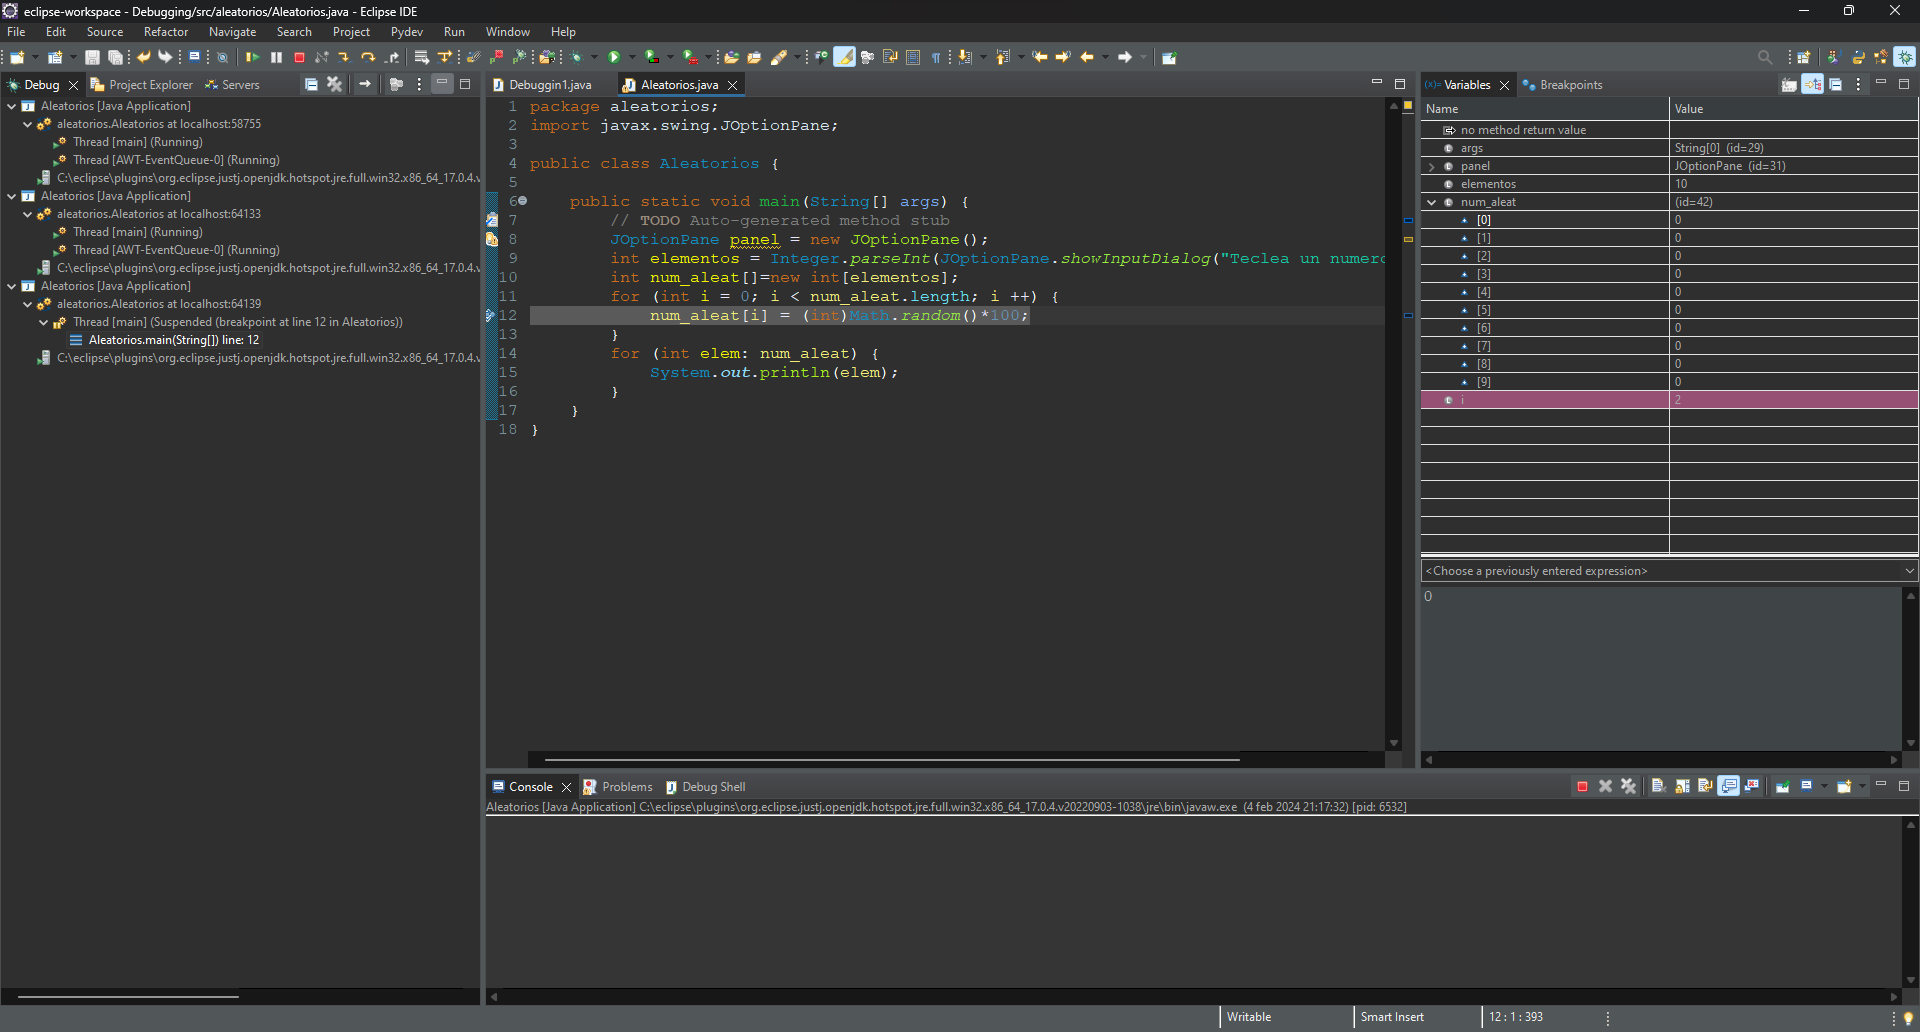 eclipse-workspace - Debugging/src/aleatorios/Aleatorios.java - Eclipse IDE
File Edit Source Refactor Navigate Search Project Pydev Run Window Help
Debug Project Explorer Servers
Aleatorios [Java Application]
aleatorios.Aleatorios at localhost:58755
Thread [main] (Running)
Thread [AWT-EventQueue-0] (Running)
C:\eclipse\plugins\org.eclipse.justj.openjdk.hotspot.jre.full.win32.x86_64_17.0.4.v
Aleatorios [Java Application]
aleatorios.Aleatorios at localhost:64133
Thread [main] (Running)
Thread [AWT-EventQueue-0] (Running)
C:\eclipse\plugins\org.eclipse.justj.openjdk.hotspot.jre.full.win32.x86_64_17.0.4.v
Aleatorios [Java Application]
aleatorios.Aleatorios at localhost:64139
Thread [main] (Suspended (breakpoint at line 12 in Aleatorios))
Aleatorios.main(String[]) line: 12
C:\eclipse\plugins\org.eclipse.justj.openjdk.hotspot.jre.full.win32.x86_64_17.0.4.v
Debuggin1.java Aleatorios.java
1 package aleatorios;
2 import javax.swing.JOptionPane;
3
4 public class Aleatorios {
5
6 public static void main(String[] args) {
7 // TODO Auto-generated method stub
8 JOptionPane panel = new JOptionPane();
9 int elementos = Integer.parseInt(JOptionPane.showInputDialog("Teclea un numero
10 int num_aleat[]=new int[elementos];
11 for (int i = 0; i < num_aleat.length; i ++) {
12 num_aleat[i] = (int)Math.random()*100;
13 }
14 for (int elem: num_aleat) {
15 System.out.println(elem);
16 }
17 }
18 }
Variables Breakpoints
Name Value
no method return value
args String[0] (id=29)
panel JOptionPane (id=31)
elementos 10
num_aleat (id=42)
[0] 0
[1] 0
[2] 0
[3] 0
[4] 0
[5] 0
[6] 0
[7] 0
[8] 0
[9] 0
i 2
<Choose a previously entered expression>
0
Console Problems Debug Shell
Aleatorios [Java Application] C:\eclipse\plugins\org.eclipse.justj.openjdk.hotspot.jre.full.win32.x86_64_17.0.4.v20220903-1038\jre\bin\javaw.exe (4 feb 2024 21:17:32) [pid: 6532]
Writable Smart Insert 12 : 1 : 393